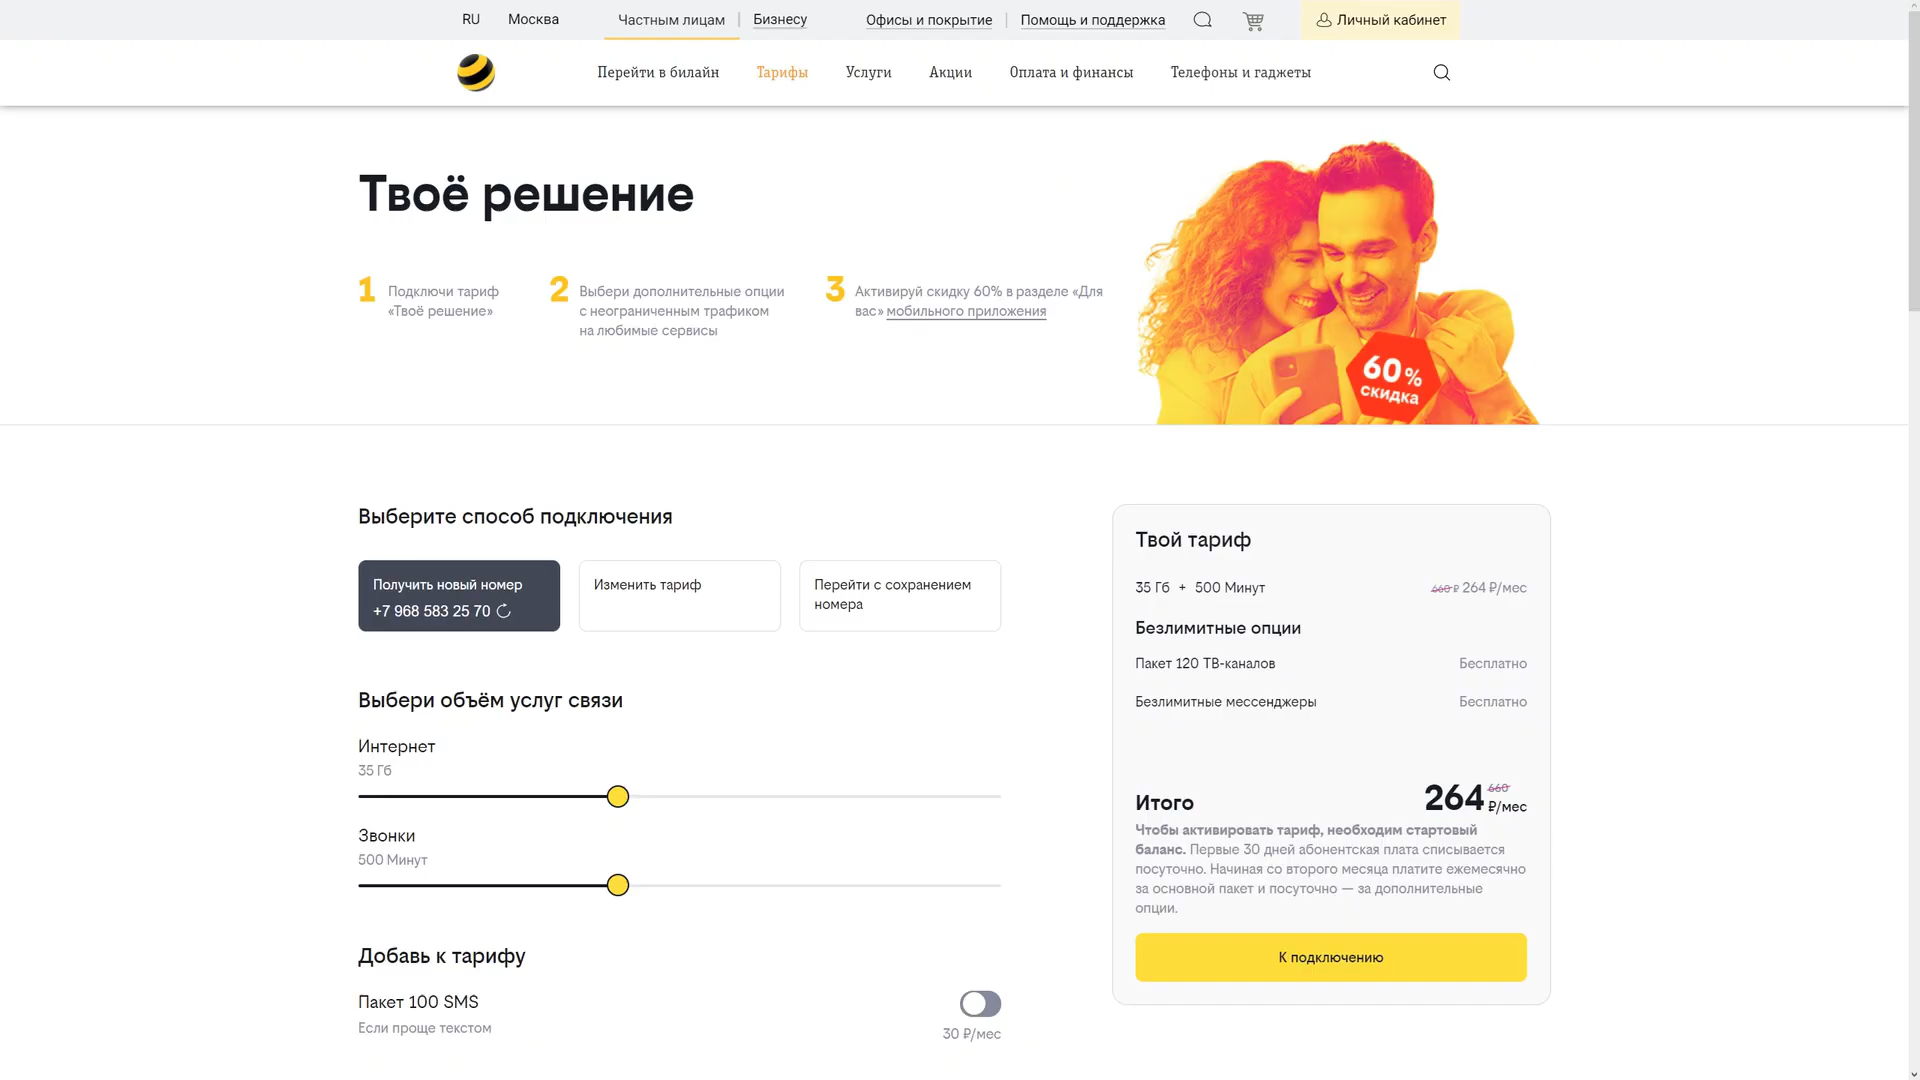 RU
Москва
Частным лицам
Бизнесу
Офисы и покрытие
Помощь и поддержка
Личный кабинет
Перейти в билайн
Тарифы
Услуги
Акции
Оплата и финансы
Телефоны и гаджеты
Твоё решение
1
Подключи тариф
«Твоё решение»
2
Выбери дополнительные опции
с неограниченным трафиком
на любимые сервисы
3
Активируй скидку 60% в разделе «Для
вас» мобильного приложения
60%
скидка
Выберите способ подключения
Получить новый номер
+7 968 583 25 70
Изменить тариф
Перейти с сохранением
номера
Выбери объём услуг связи
Интернет
35 Гб
Звонки
500 Минут
Добавь к тарифу
Пакет 100 SMS
Если проще текстом
30 ₽/мес
Твой тариф
35 Гб + 500 Минут
660 ₽ 264 ₽/мес
Безлимитные опции
Пакет 120 ТВ-каналов
Бесплатно
Безлимитные мессенджеры
Бесплатно
Итого
264
660
₽/мес
Чтобы активировать тариф, необходим стартовый
баланс. Первые 30 дней абонентская плата списывается
посуточно. Начиная со второго месяца платите ежемесячно
за основной пакет и посуточно — за дополнительные
опции.
К подключению